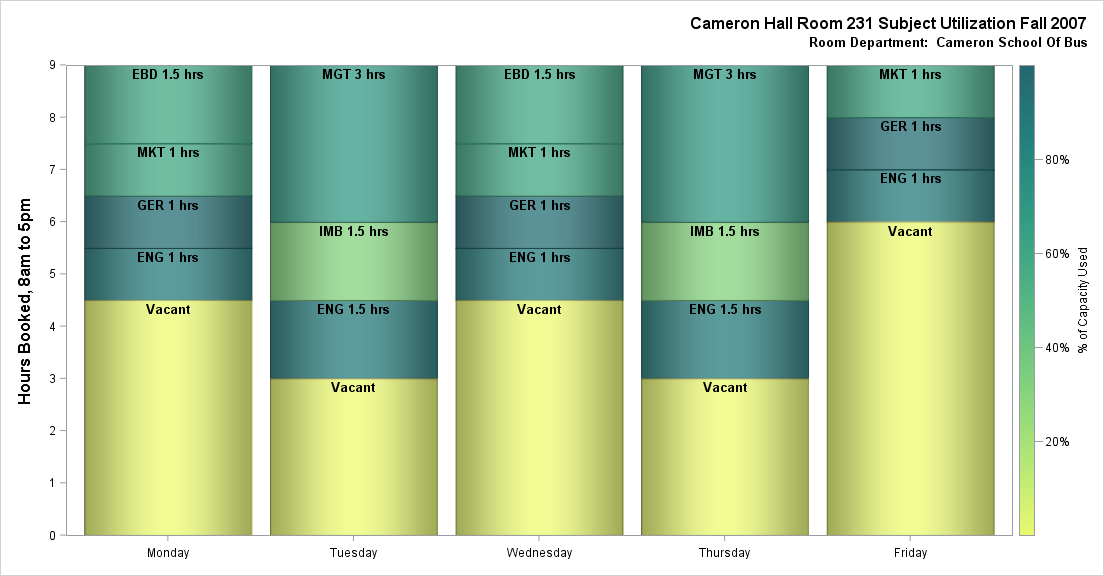 Cameron Hall Room 231 Subject Utilization Fall 2007
Room Department:  Cameron School Of Bus
Hours Booked, 8am to 5pm
9
8
7
6
5
4
3
2
1
0
EBD 1.5 hrs
MKT 1 hrs
GER 1 hrs
ENG 1 hrs
Vacant
Monday
MGT 3 hrs
IMB 1.5 hrs
ENG 1.5 hrs
Vacant
Tuesday
EBD 1.5 hrs
MKT 1 hrs
GER 1 hrs
ENG 1 hrs
Vacant
Wednesday
MGT 3 hrs
IMB 1.5 hrs
ENG 1.5 hrs
Vacant
Thursday
MKT 1 hrs
GER 1 hrs
ENG 1 hrs
Vacant
Friday
80%
60%
40%
20%
% of Capacity Used